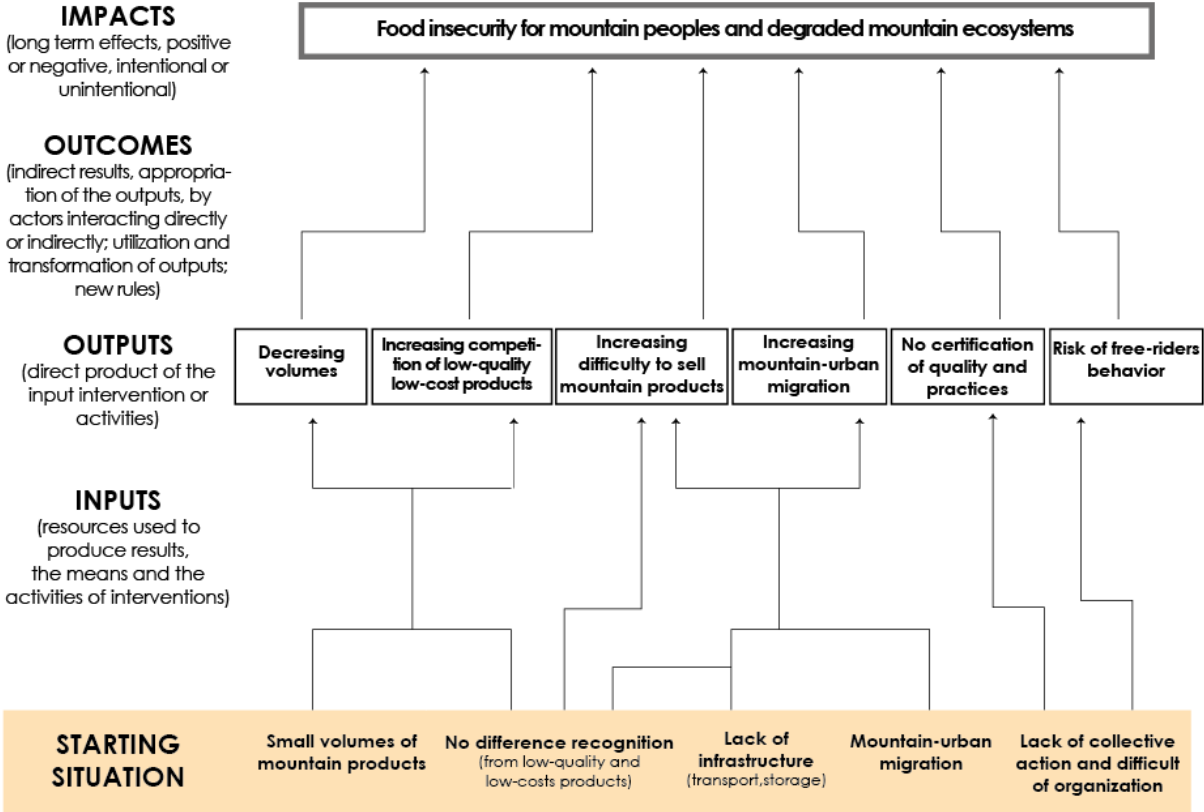 IMPACTS
(long term effects, positive
or negative, intentional or
unintentional)
Food insecurity for mountain peoples and degraded mountain ecosystems
OUTCOMES
(indirect results, appropria-
tion of the outputs, by
actors interacting directly
or indirectly; utilization and
transformation of outputs;
new rules)
OUTPUTS
(direct product of the
input intervention or
activities)
Decresing
volumes
Increasing competi-
tion of low-quality
low-cost products
Increasing
difficulty to sell
mountain products
Increasing
mountain-urban
migration
No certification
of quality and
practices
Risk of free-riders
behavior
INPUTS
(resources used to
produce results,
the means and the
activities of interventions)
STARTING
SITUATION
Small volumes of
mountain products
No difference recognition
(from low-quality and
low-costs products)
Lack of
infrastructure
(transport,storage)
Mountain-urban
migration
Lack of collective
action and difficult
of organization